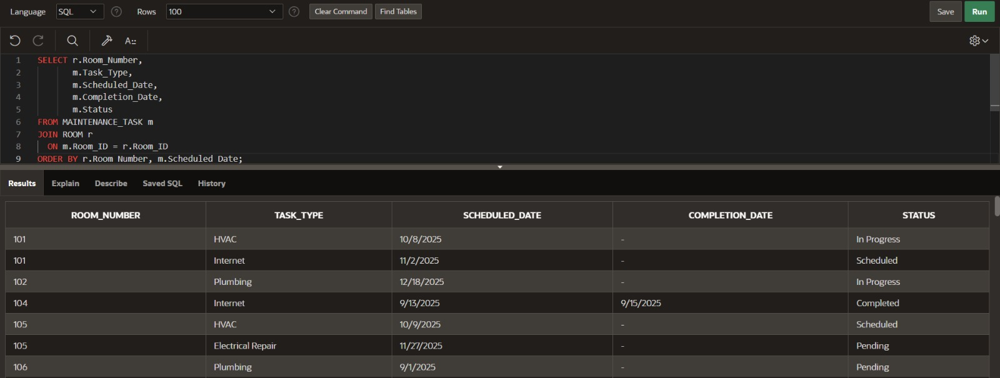 Language SQL Rows 100 Clear Command Find Tables Save Run
1 SELECT r.Room_Number,
2 m.Task_Type,
3 m.Scheduled_Date,
4 m.Completion_Date,
5 m.Status
6 FROM MAINTENANCE_TASK m
7 JOIN ROOM r
8 ON m.Room_ID = r.Room_ID
9 ORDER BY r.Room_Number, m.Scheduled_Date;
Results Explain Describe Saved SQL History
ROOM_NUMBER TASK_TYPE SCHEDULED_DATE COMPLETION_DATE STATUS
101 HVAC 10/8/2025 - In Progress
101 Internet 11/2/2025 - Scheduled
102 Plumbing 12/18/2025 - In Progress
104 Internet 9/13/2025 9/15/2025 Completed
105 HVAC 10/9/2025 - Scheduled
105 Electrical Repair 11/27/2025 - Pending
106 Plumbing 9/1/2025 - Pending